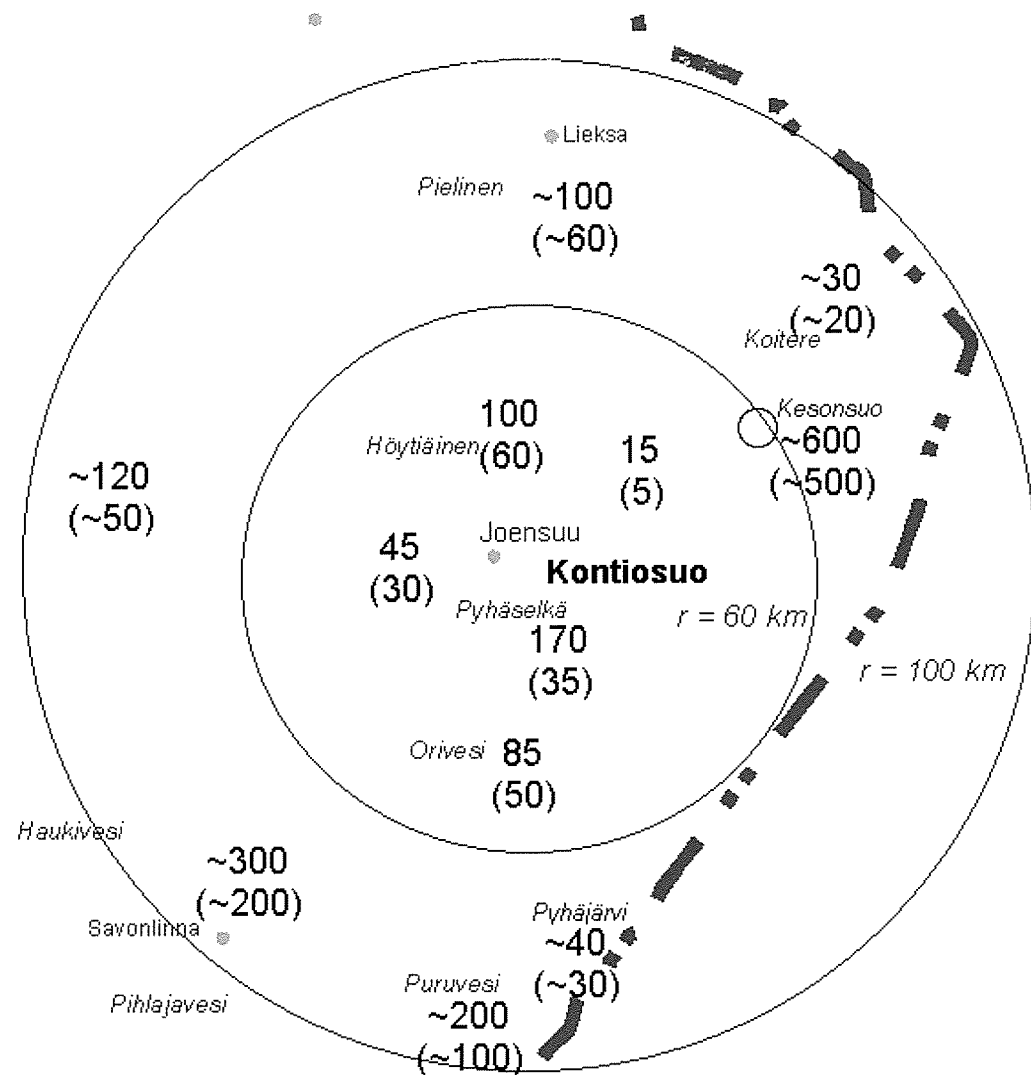 Lieksa
Pielinen
~100
(~60)
~30
(~20)
Koitere
Kesonsuo
~600
(~500)
100
Höytiäinen
(60)
15
(5)
~120
(~50)
Joensuu
45
(30)
Kontiosuo
Pyhäselkä
r = 60 km
170
(35)
r = 100 km
Orivesi
85
(50)
Haukivesi
~300
(~200)
Savonlinna
Pyhäjärvi
~40
(~30)
Puruvesi
~200
(~100)
Pihlajavesi